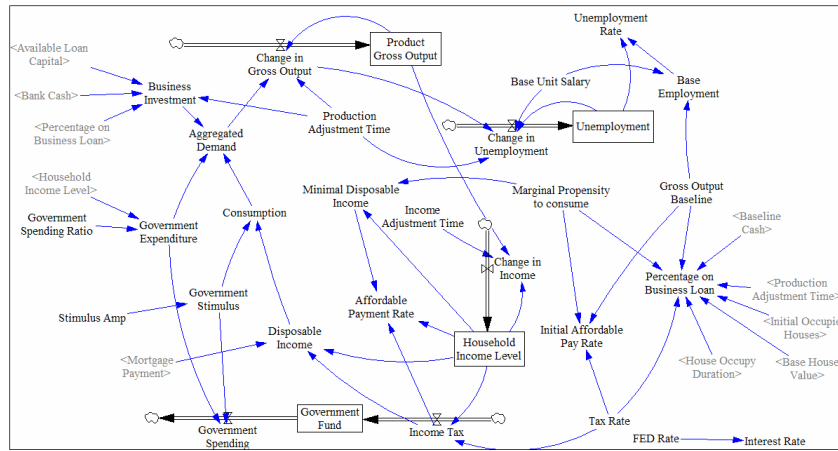 Unemployment
Rate
Product
Gross Output
<Available Loan
Capital>
Change in
Gross Output
Business
Investment
Base Unit Salary
Base
Employment
<Bank Cash>
<Percentage on
Business Loan>
Production
Adjustment Time
Unemployment
Aggregated
Demand
Change in
Unemployment
<Household
Income Level>
Minimal Disposable
Income
Marginal Propensity
to consume
Gross Output
Baseline
Government
Spending Ratio
Government
Expenditure
Consumption
Income
Adjustment Time
<Baseline
Cash>
Change in
Income
Percentage on
Business Loan
<Production
Adjustment Time>
Government
Stimulus
Affordable
Payment Rate
Stimulus Amp
Disposable
Income
Household
Income Level
Initial Affordable
Pay Rate
<Initial Occupie
Houses>
<Mortgage
Payment>
<House Occupy
Duration>
<Base House
Value>
Government
Fund
Government
Spending
Income Tax
Tax Rate
FED Rate
Interest Rate